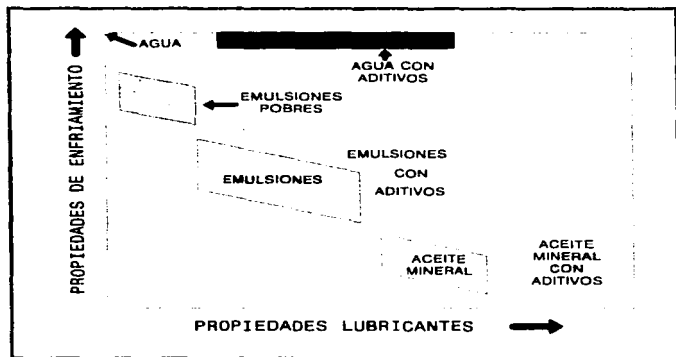 PROPIEDADES DE ENFRIAMIENTO
AGUA
AGUA CON
ADITIVOS
EMULSIONES
POBRES
EMULSIONES
EMULSIONES
CON
ADITIVOS
ACEITE
MINERAL
ACEITE
MINERAL
CON
ADITIVOS
PROPIEDADES LUBRICANTES